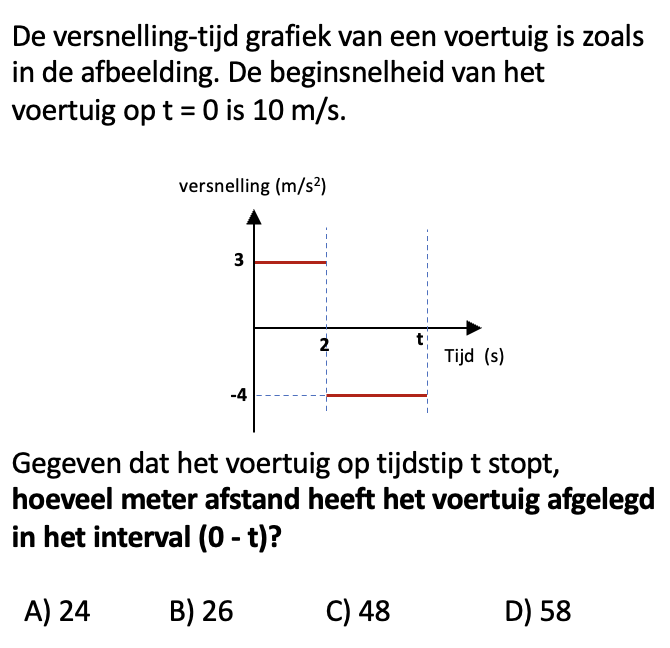 De versnelling-tijd grafiek van een voertuig is zoals
in de afbeelding. De beginsnelheid van het
voertuig op t = 0 is 10 m/s.
versnelling (m/s²)
3
2
t
Tijd (s)
-4
Gegeven dat het voertuig op tijdstip t stopt,
hoeveel meter afstand heeft het voertuig afgelegd
in het interval (0 - t)?
A) 24 B) 26 C) 48 D) 58